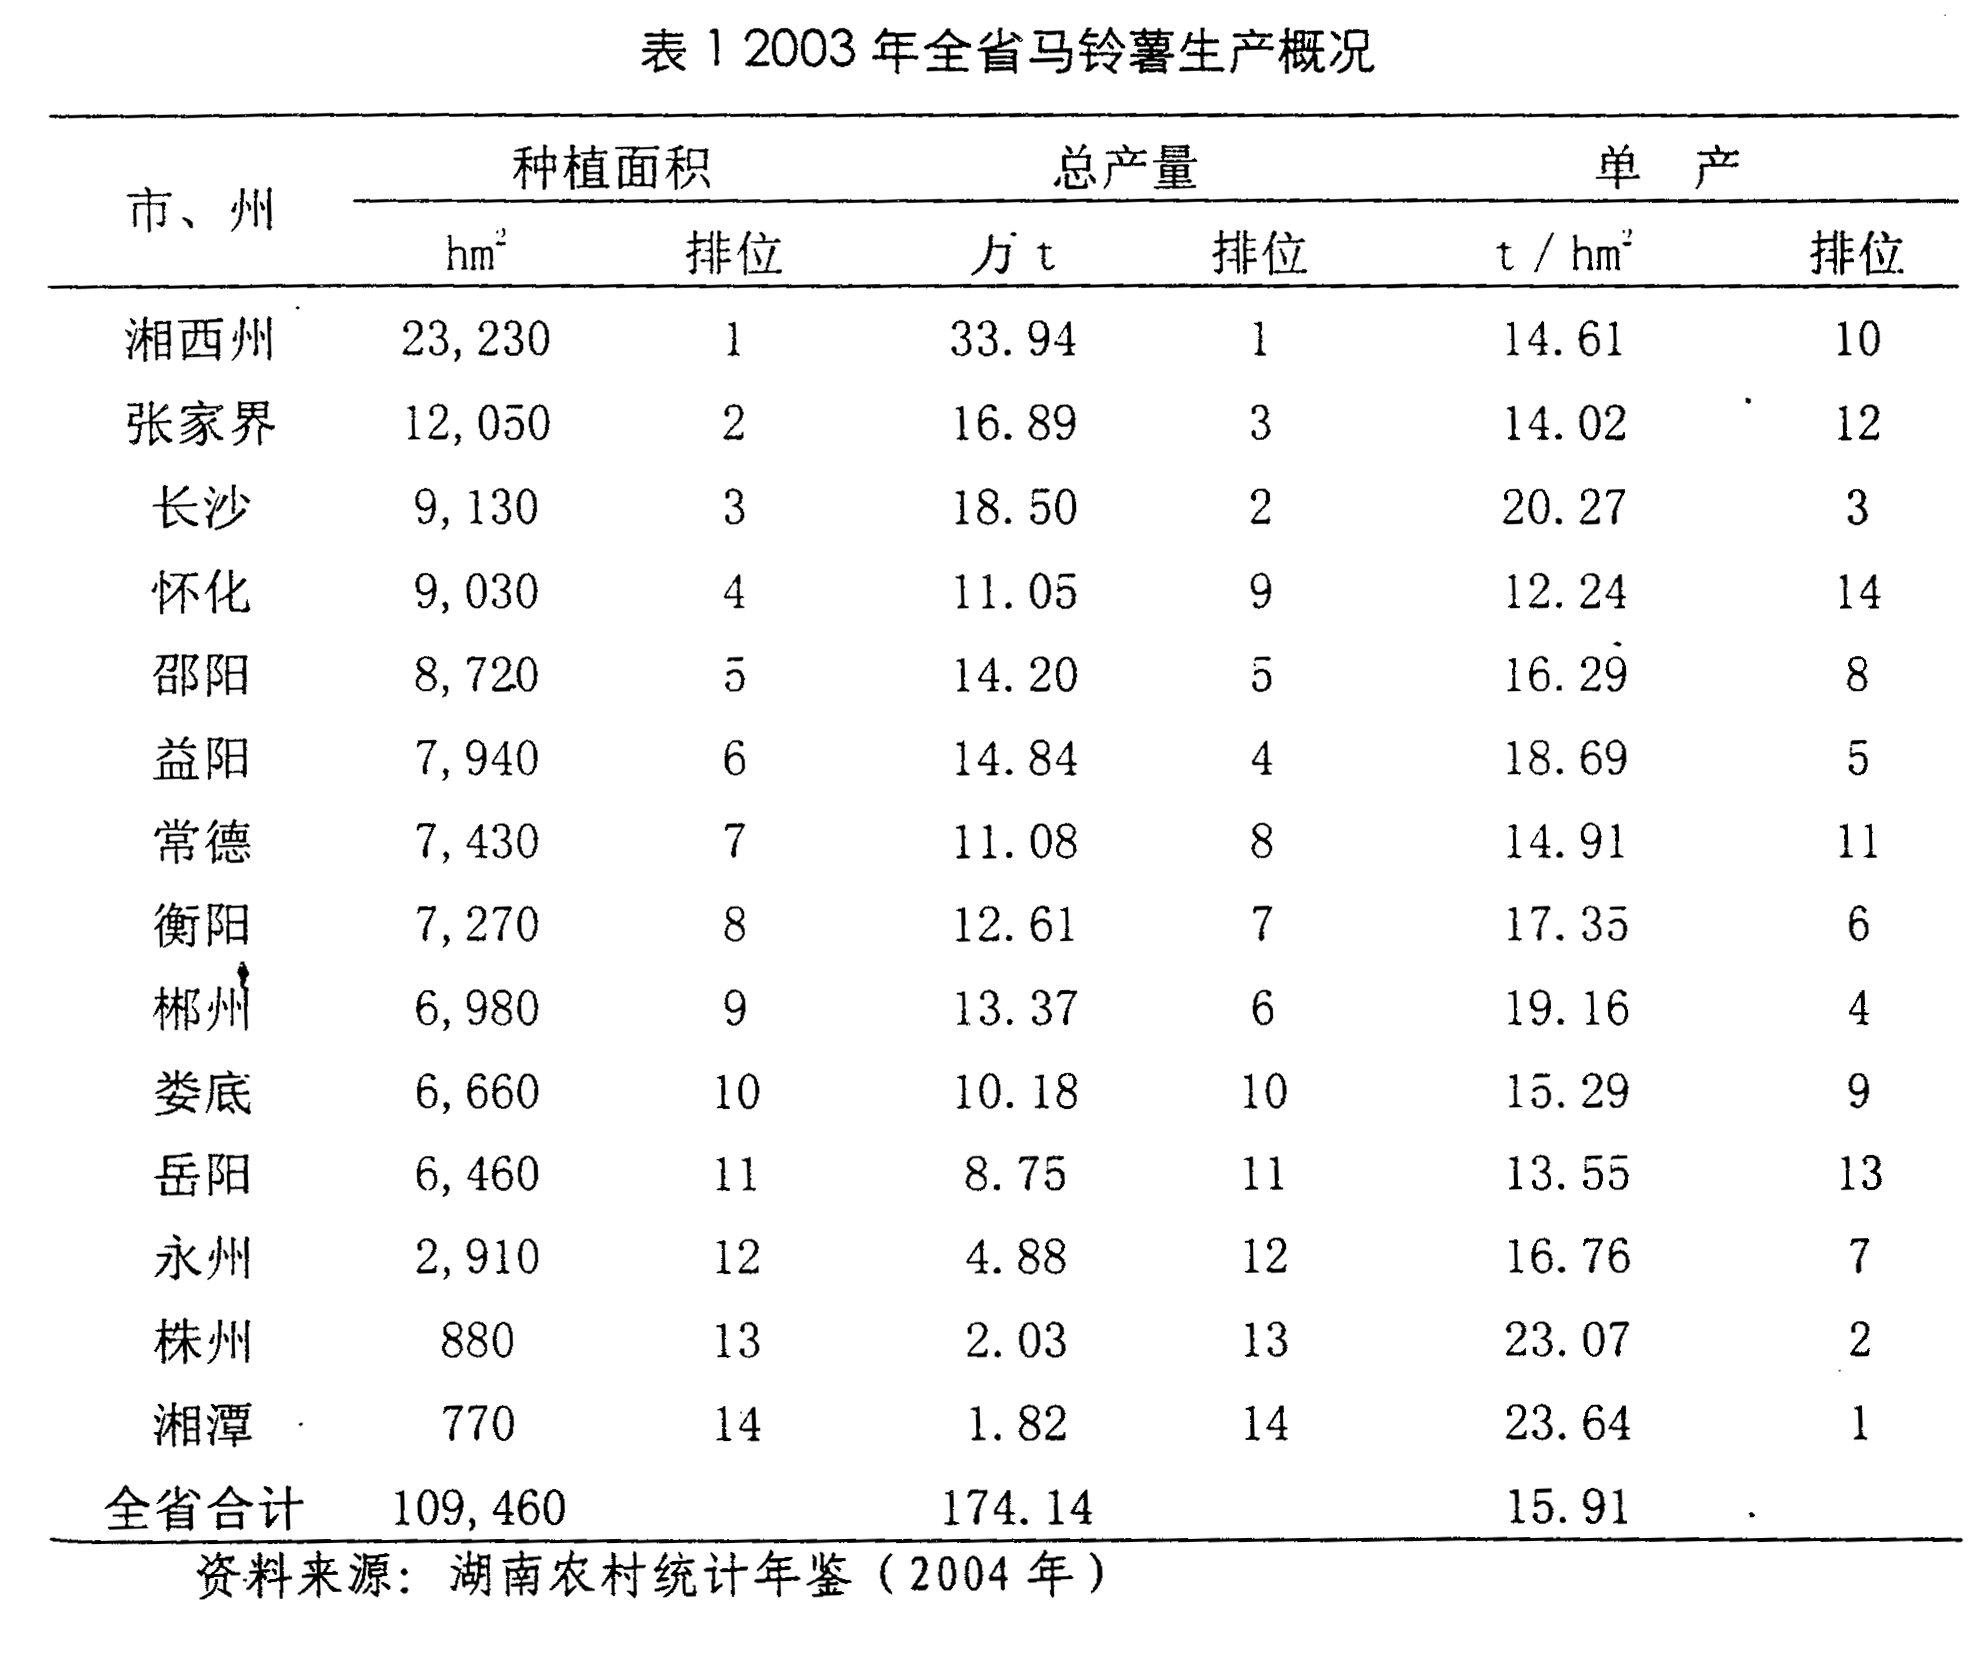 表 1 2003 年全省马铃薯生产概况
市、州 种植面积 总产量 单 产
hm² 排位 万 t 排位 t / hm² 排位
湘西州 23,230 1 33.94 1 14.61 10
张家界 12,050 2 16.89 3 14.02 12
长沙 9,130 3 18.50 2 20.27 3
怀化 9,030 4 11.05 9 12.24 14
邵阳 8,720 5 14.20 5 16.29 8
益阳 7,940 6 14.84 4 18.69 5
常德 7,430 7 11.08 8 14.91 11
衡阳 7,270 8 12.61 7 17.35 6
郴州 6,980 9 13.37 6 19.16 4
娄底 6,660 10 10.18 10 15.29 9
岳阳 6,460 11 8.75 11 13.55 13
永州 2,910 12 4.88 12 16.76 7
株州 880 13 2.03 13 23.07 2
湘潭 770 14 1.82 14 23.64 1
全省合计 109,460 174.14 15.91
资料来源: 湖南农村统计年鉴 (2004 年)